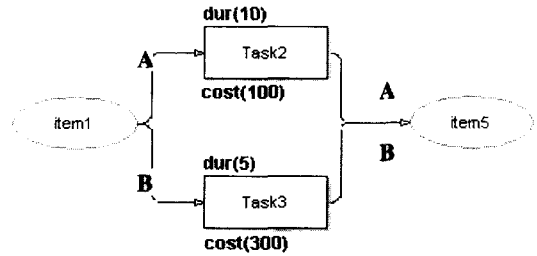 dur(10)
A
Task2
cost(100)
A
item1
item5
B
dur(5)
B
Task3
cost(300)